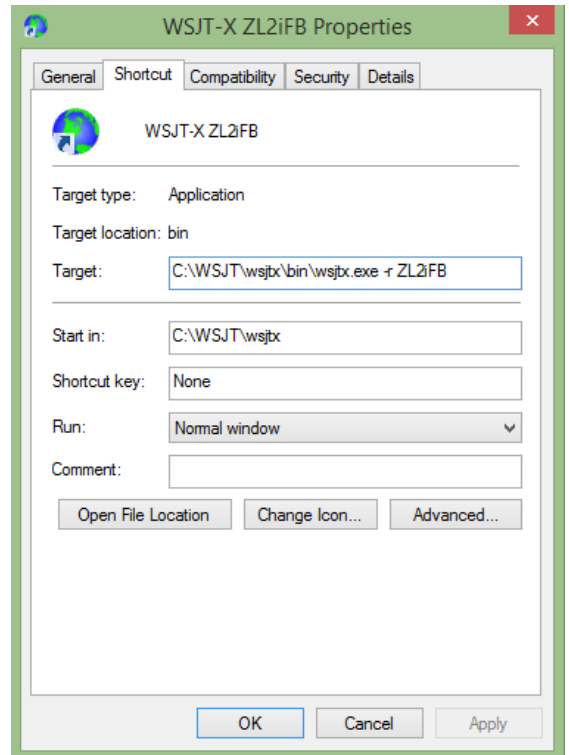 WSJT-X ZL2iFB Properties
General Shortcut Compatibility Security Details
WSJT-X ZL2iFB
Target type: Application
Target location: bin
Target: C:\WSJT\wsjtx\bin\wsjtx.exe -r ZL2iFB
Start in: C:\WSJT\wsjtx
Shortcut key: None
Run: Normal window
Comment:
Open File Location Change Icon... Advanced...
OK Cancel Apply